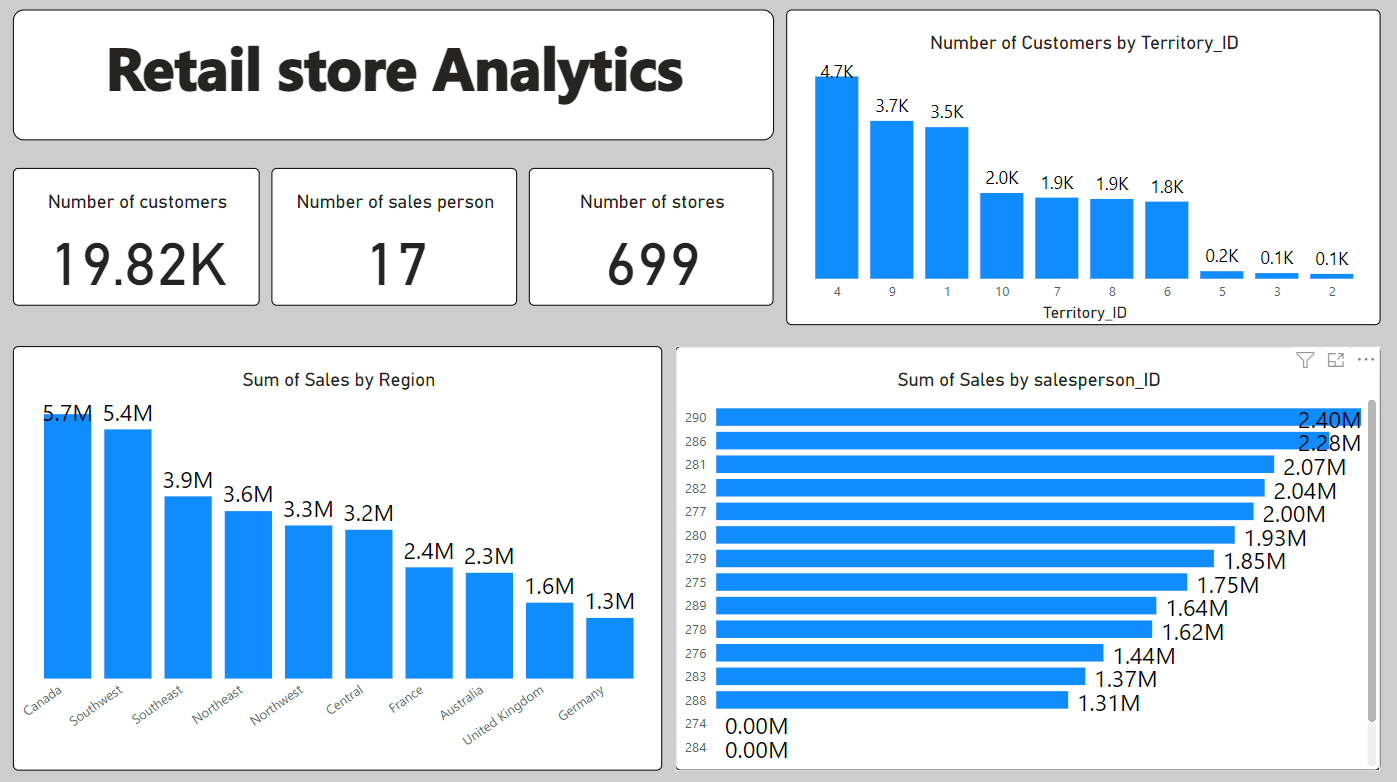 Retail store Analytics
Number of customers
19.82K
Number of sales person
17
Number of stores
699
Number of Customers by Territory_ID
4.7K
3.7K
3.5K
2.0K
1.9K
1.9K
1.8K
0.2K
0.1K
0.1K
4 9 1 10 7 8 6 5 3 2
Territory_ID
Sum of Sales by Region
5.7M
5.4M
3.9M
3.6M
3.3M
3.2M
2.4M
2.3M
1.6M
1.3M
Canada
Southwest
Southeast
Northeast
Northwest
Central
France
Australia
United Kingdom
Germany
Sum of Sales by salesperson_ID
290 2.40M
286 2.28M
281 2.07M
282 2.04M
277 2.00M
280 1.93M
279 1.85M
275 1.75M
289 1.64M
278 1.62M
276 1.44M
283 1.37M
288 1.31M
274 0.00M
284 0.00M